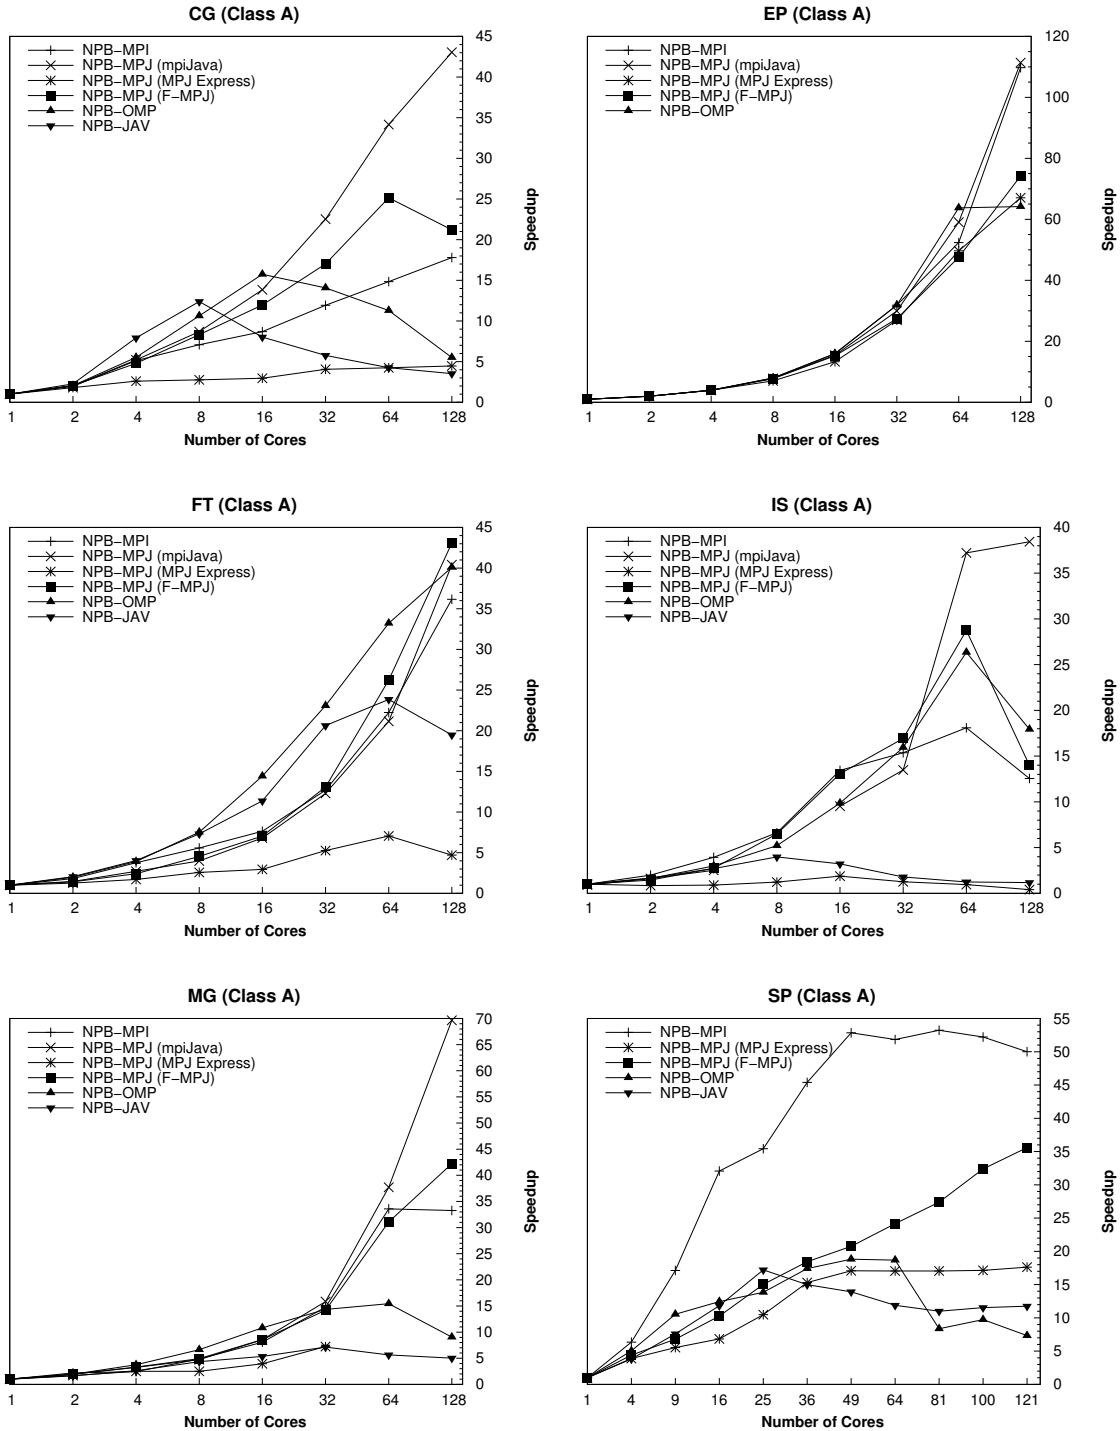 CG (Class A)
NPB−MPI
NPB−MPJ (mpiJava)
NPB−MPJ (MPJ Express)
NPB−MPJ (F−MPJ)
NPB−OMP
NPB−JAV
45
40
35
30
25
20
15
10
5
0
Speedup
1 2 4 8 16 32 64 128
Number of Cores
EP (Class A)
NPB−MPI
NPB−MPJ (mpiJava)
NPB−MPJ (MPJ Express)
NPB−MPJ (F−MPJ)
NPB−OMP
120
100
80
60
40
20
0
Speedup
1 2 4 8 16 32 64 128
Number of Cores
FT (Class A)
NPB−MPI
NPB−MPJ (mpiJava)
NPB−MPJ (MPJ Express)
NPB−MPJ (F−MPJ)
NPB−OMP
NPB−JAV
45
40
35
30
25
20
15
10
5
0
Speedup
1 2 4 8 16 32 64 128
Number of Cores
IS (Class A)
NPB−MPI
NPB−MPJ (mpiJava)
NPB−MPJ (MPJ Express)
NPB−MPJ (F−MPJ)
NPB−OMP
NPB−JAV
40
35
30
25
20
15
10
5
0
Speedup
1 2 4 8 16 32 64 128
Number of Cores
MG (Class A)
NPB−MPI
NPB−MPJ (mpiJava)
NPB−MPJ (MPJ Express)
NPB−MPJ (F−MPJ)
NPB−OMP
NPB−JAV
70
65
60
55
50
45
40
35
30
25
20
15
10
5
0
Speedup
1 2 4 8 16 32 64 128
Number of Cores
SP (Class A)
NPB−MPI
NPB−MPJ (MPJ Express)
NPB−MPJ (F−MPJ)
NPB−OMP
NPB−JAV
55
50
45
40
35
30
25
20
15
10
5
0
Speedup
1 4 9 16 25 36 49 64 81 100 121
Number of Cores